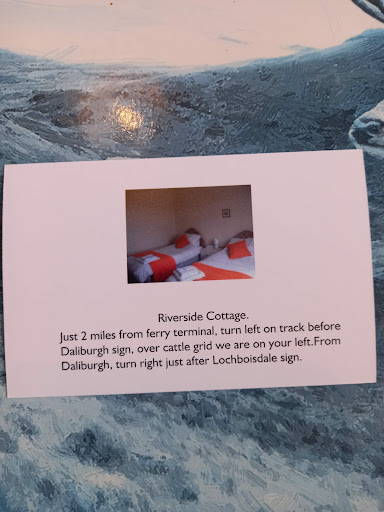 Riverside Cottage.
Just 2 miles from ferry terminal, turn left on track before
Daliburgh sign, over cattle grid we are on your left.From
Daliburgh, turn right just after Lochboisdale sign.